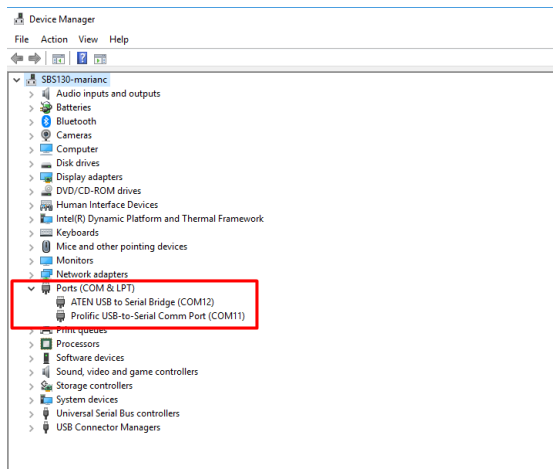 Device Manager
File Action View Help
SBS130-marianc
Audio inputs and outputs
Batteries
Bluetooth
Cameras
Computer
Disk drives
Display adapters
DVD/CD-ROM drives
Human Interface Devices
Intel(R) Dynamic Platform and Thermal Framework
Keyboards
Mice and other pointing devices
Monitors
Network adapters
Ports (COM & LPT)
ATEN USB to Serial Bridge (COM12)
Prolific USB-to-Serial Comm Port (COM11)
Print queues
Processors
Software devices
Sound, video and game controllers
Storage controllers
System devices
Universal Serial Bus controllers
USB Connector Managers